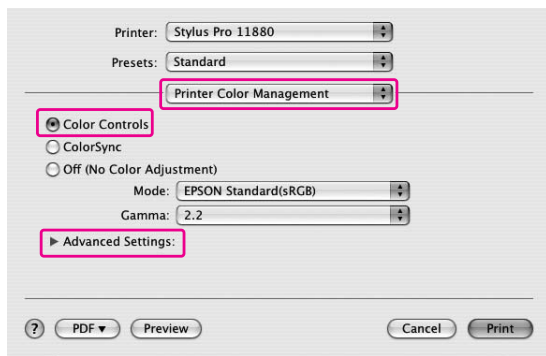 Printer: Stylus Pro 11880
Presets: Standard
Printer Color Management
Color Controls
ColorSync
Off (No Color Adjustment)
Mode: EPSON Standard(sRGB)
Gamma: 2.2
Advanced Settings:
? PDF Preview Cancel Print